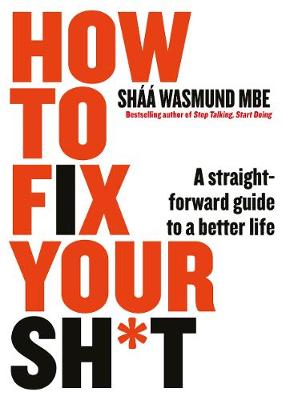 HOW
TO
FIX
YOUR
SH*T
SHÁÁ WASMUND MBE
Bestselling author of Stop Talking, Start Doing
A straight-
forward guide
to a better life